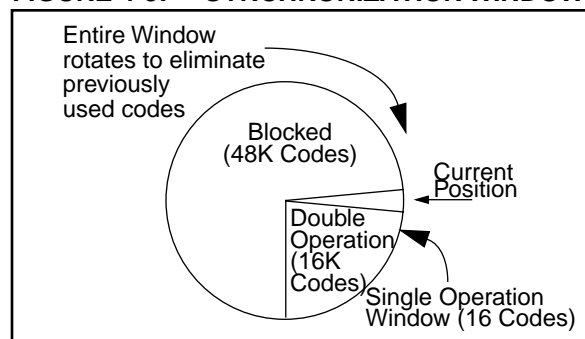 Entire Window
rotates to eliminate
previously
used codes
Blocked
(48K Codes)
Current
Position
Double
Operation
(16K
Codes)
Single Operation
Window (16 Codes)